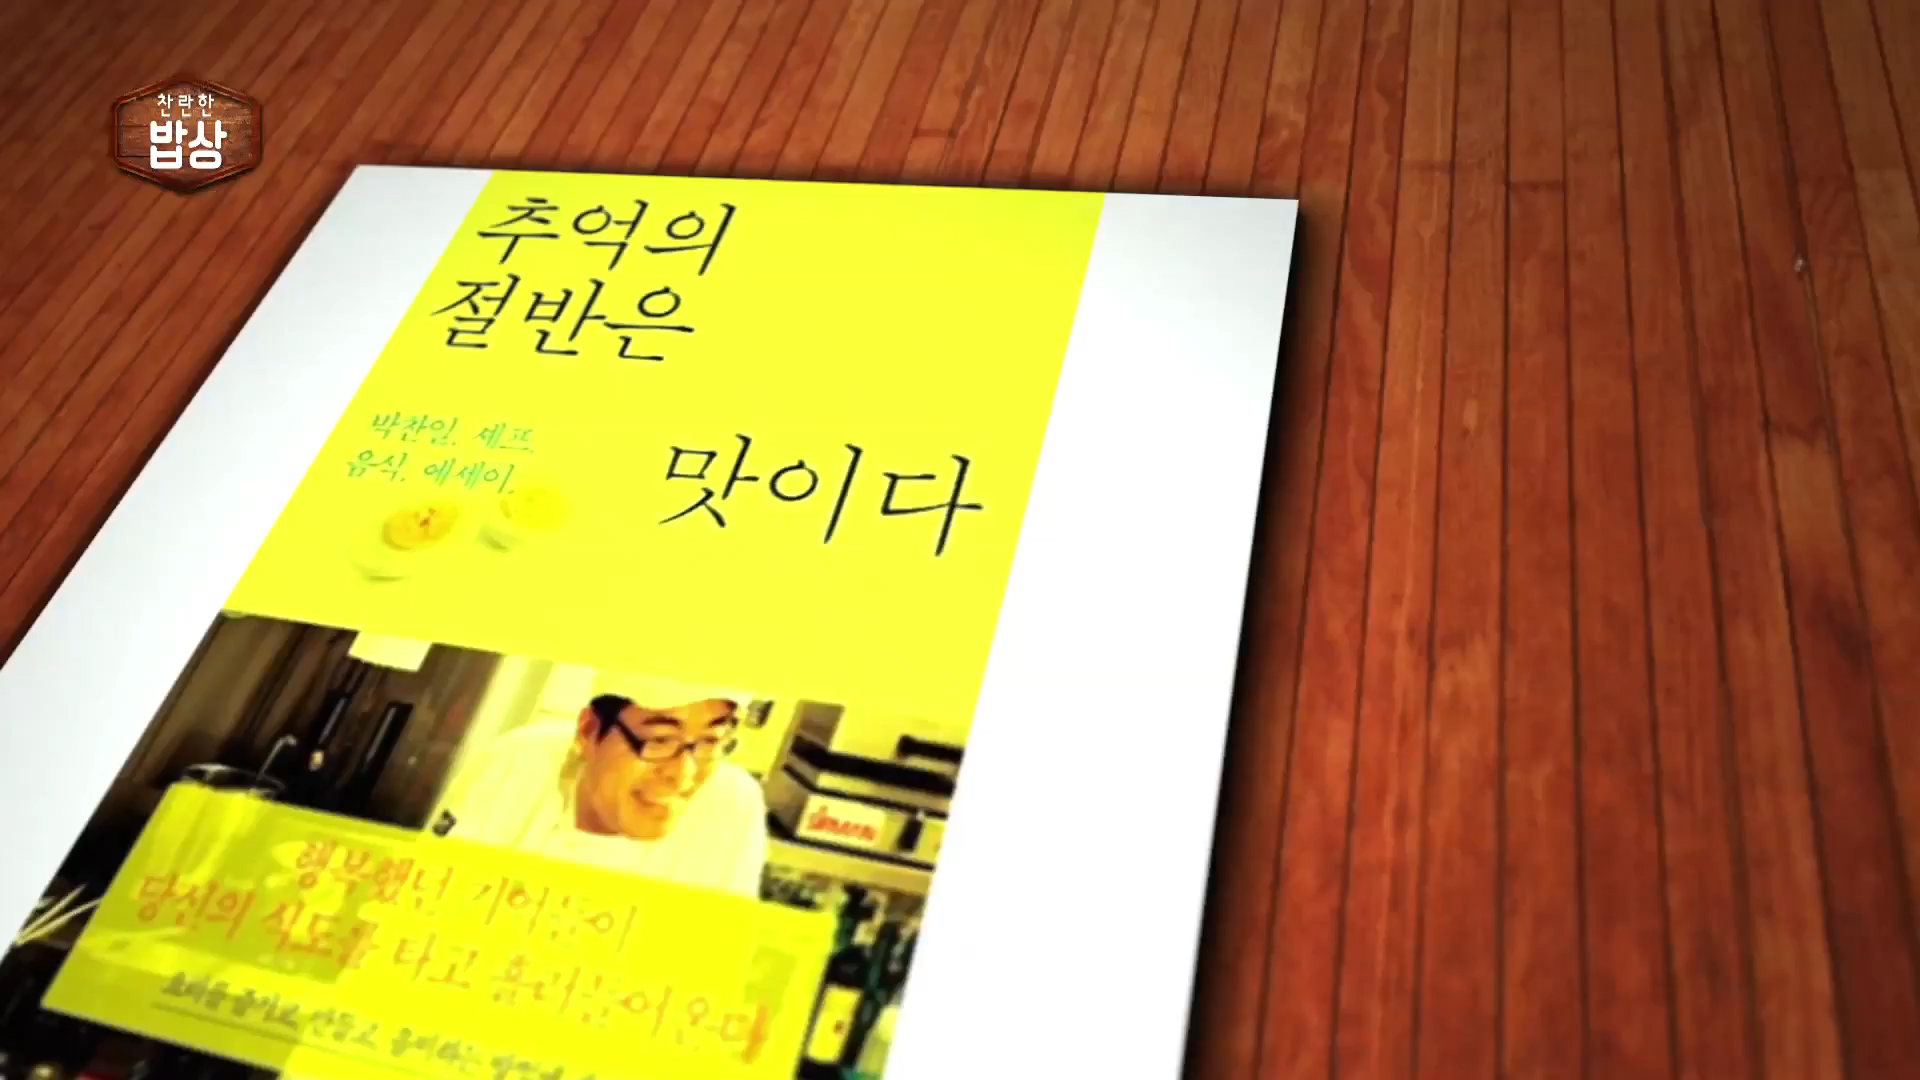 찬란한
밥상
추억의
절반은
맛이다
박찬일. 셰프.
음식. 에세이.
행복했던 기억들이
당신의 식도를 타고 흘러들어온다